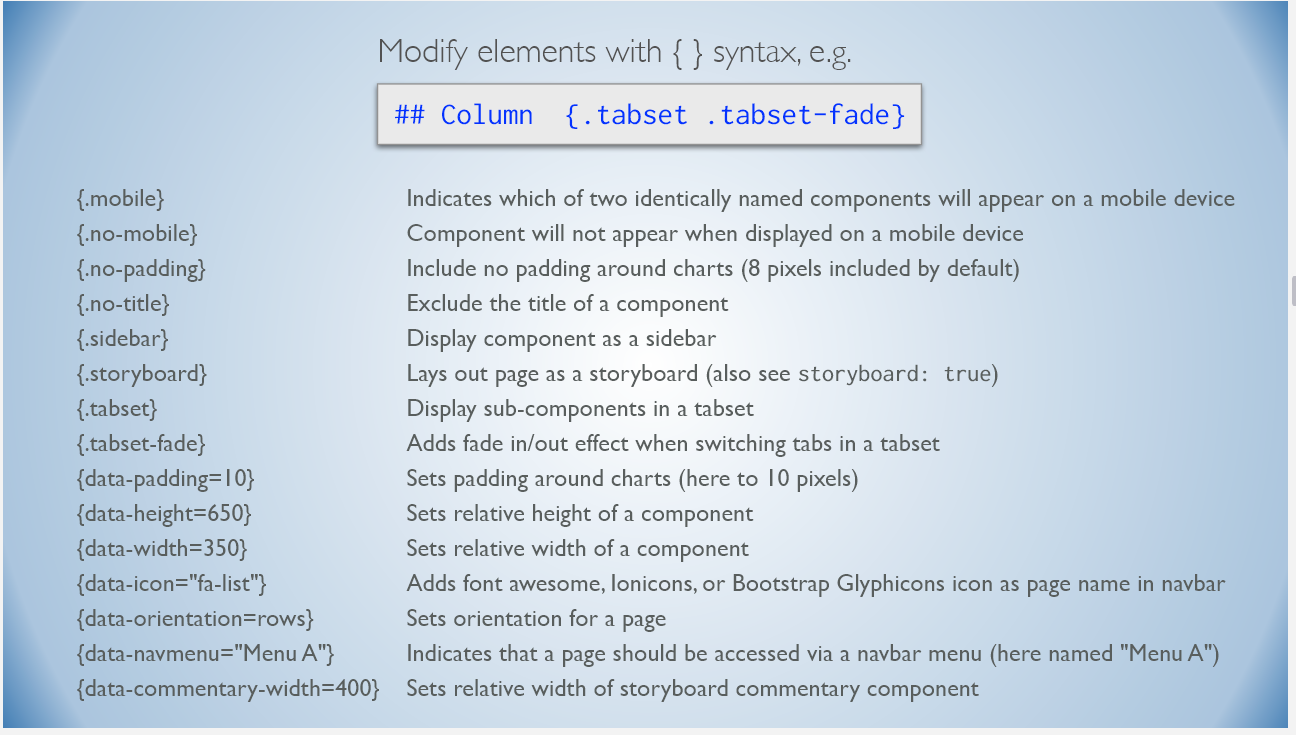 Modify elements with { } syntax, e.g.
## Column  {.tabset .tabset-fade}
{.mobile} Indicates which of two identically named components will appear on a mobile device
{.no-mobile} Component will not appear when displayed on a mobile device
{.no-padding} Include no padding around charts (8 pixels included by default)
{.no-title} Exclude the title of a component
{.sidebar} Display component as a sidebar
{.storyboard} Lays out page as a storyboard (also see storyboard: true)
{.tabset} Display sub-components in a tabset
{.tabset-fade} Adds fade in/out effect when switching tabs in a tabset
{data-padding=10} Sets padding around charts (here to 10 pixels)
{data-height=650} Sets relative height of a component
{data-width=350} Sets relative width of a component
{data-icon="fa-list"} Adds font awesome, Ionicons, or Bootstrap Glyphicons icon as page name in navbar
{data-orientation=rows} Sets orientation for a page
{data-navmenu="Menu A"} Indicates that a page should be accessed via a navbar menu (here named "Menu A")
{data-commentary-width=400} Sets relative width of storyboard commentary component